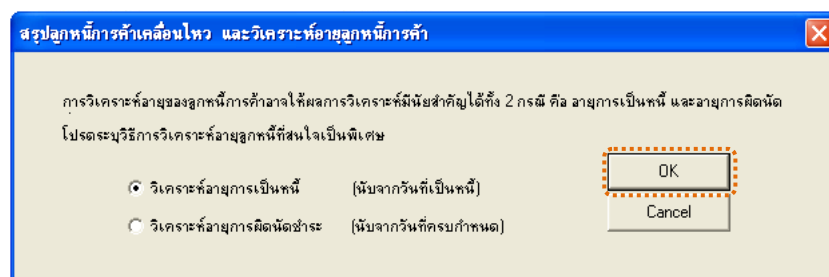 สรุปลูกหนี้การค้าเคลื่อนไหว และวิเคราะห์อายุลูกหนี้การค้า
การวิเคราะห์อายุของลูกหนี้การค้าอาจให้ผลการวิเคราะห์มีนัยสำคัญได้ทั้ง 2 กรณี คือ อายุการเป็นหนี้ และอายุการผิดนัด
โปรดระบุวิธีการวิเคราะห์อายุลูกหนี้ที่สนใจเป็นพิเศษ
OK
วิเคราะห์อายุการเป็นหนี้ (นับจากวันที่เป็นหนี้)
Cancel
วิเคราะห์อายุการผิดนัดชำระ (นับจากวันที่ครบกำหนด)